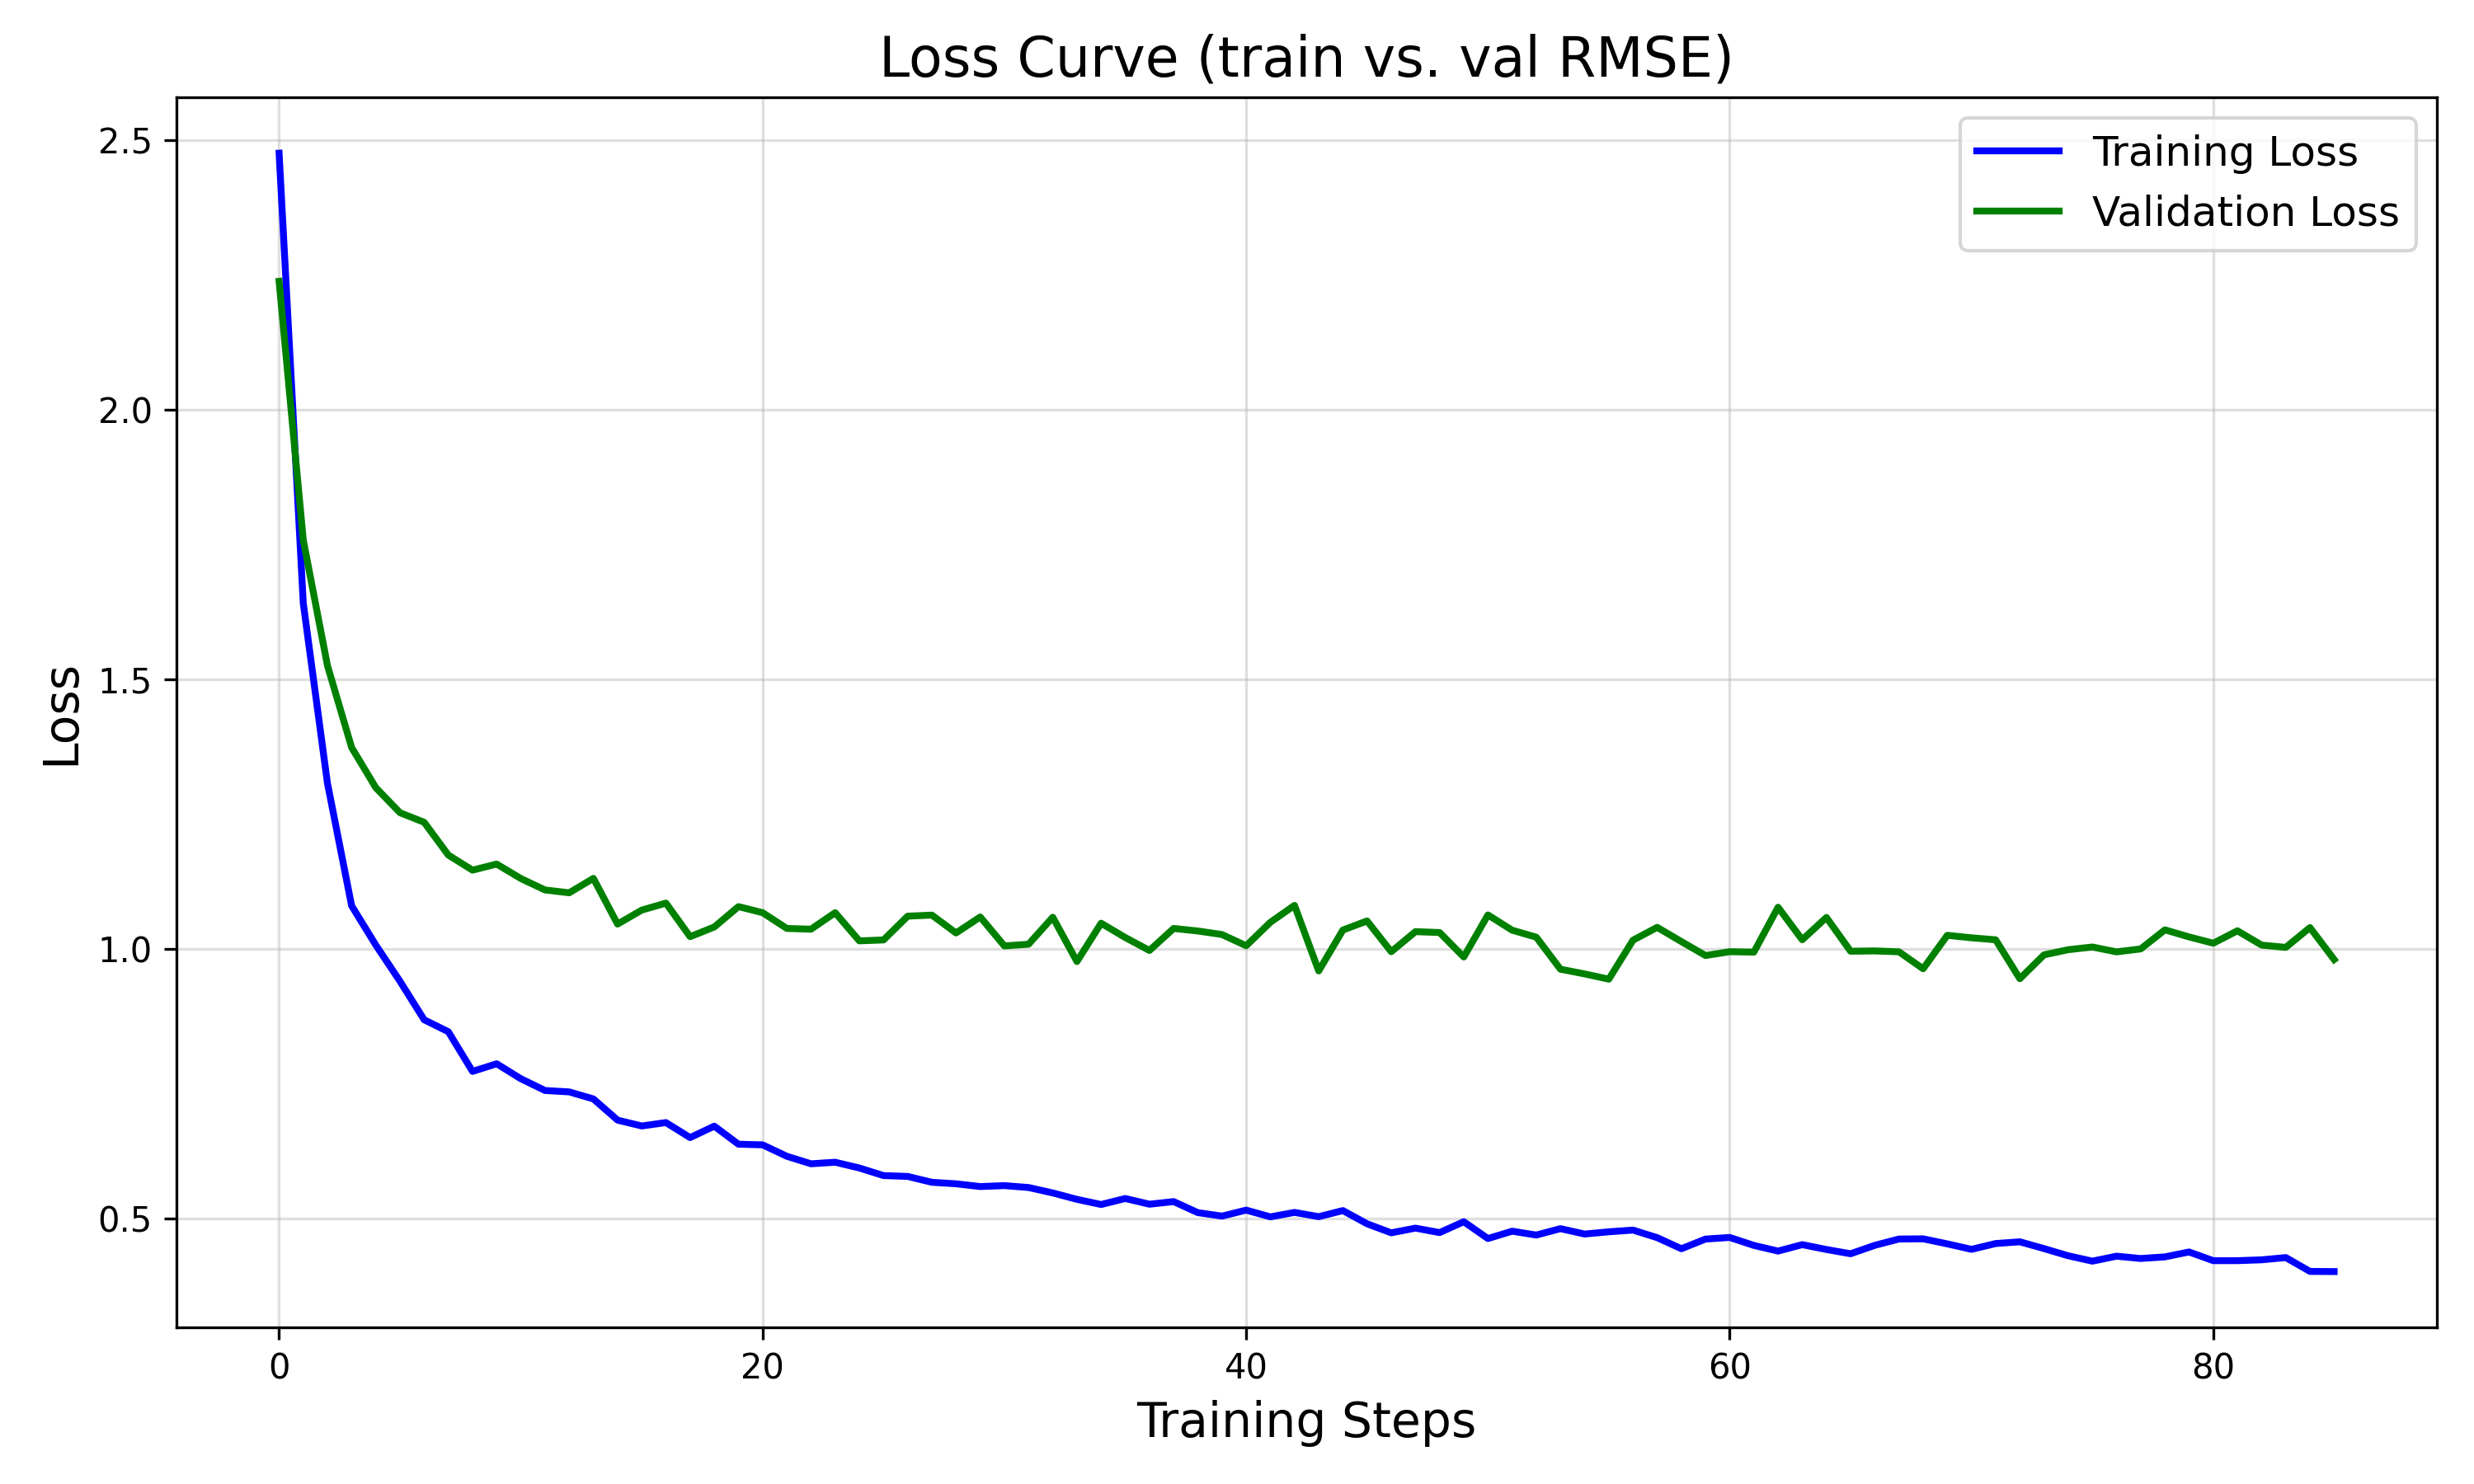 Loss Curve (train vs. val RMSE)
Training Loss
Validation Loss
2.5
2.0
1.5
1.0
0.5
Loss
0 20 40 60 80
Training Steps